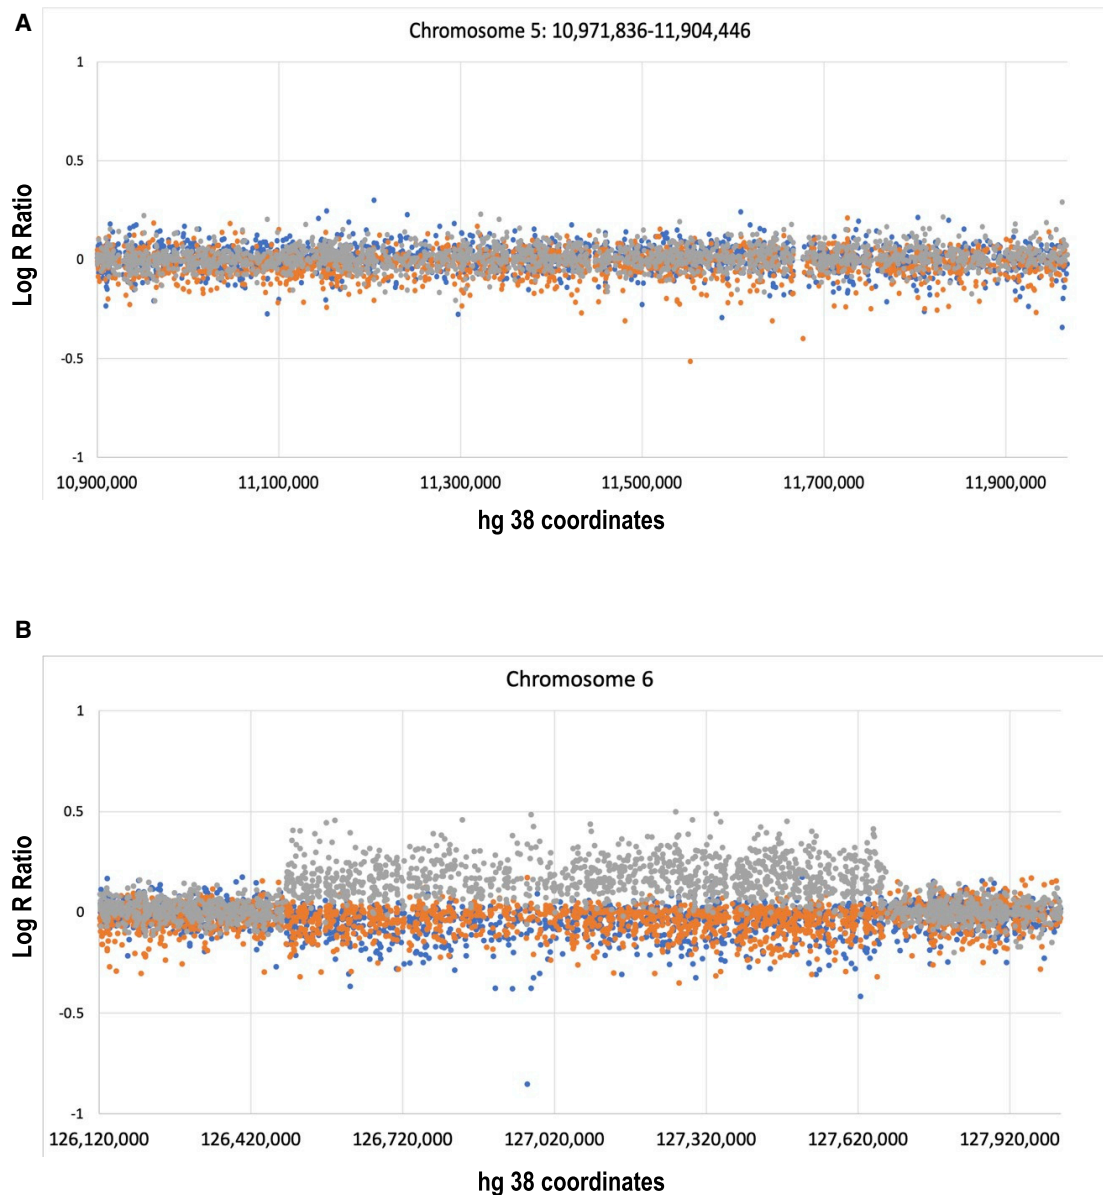 A
Chromosome 5: 10,971,836-11,904,446
1
0.5
0
-0.5
-1
Log R Ratio
10,900,000 11,100,000 11,300,000 11,500,000 11,700,000 11,900,000
hg 38 coordinates
B
Chromosome 6
1
0.5
0
-0.5
-1
Log R Ratio
126,120,000 126,420,000 126,720,000 127,020,000 127,320,000 127,620,000 127,920,000
hg 38 coordinates